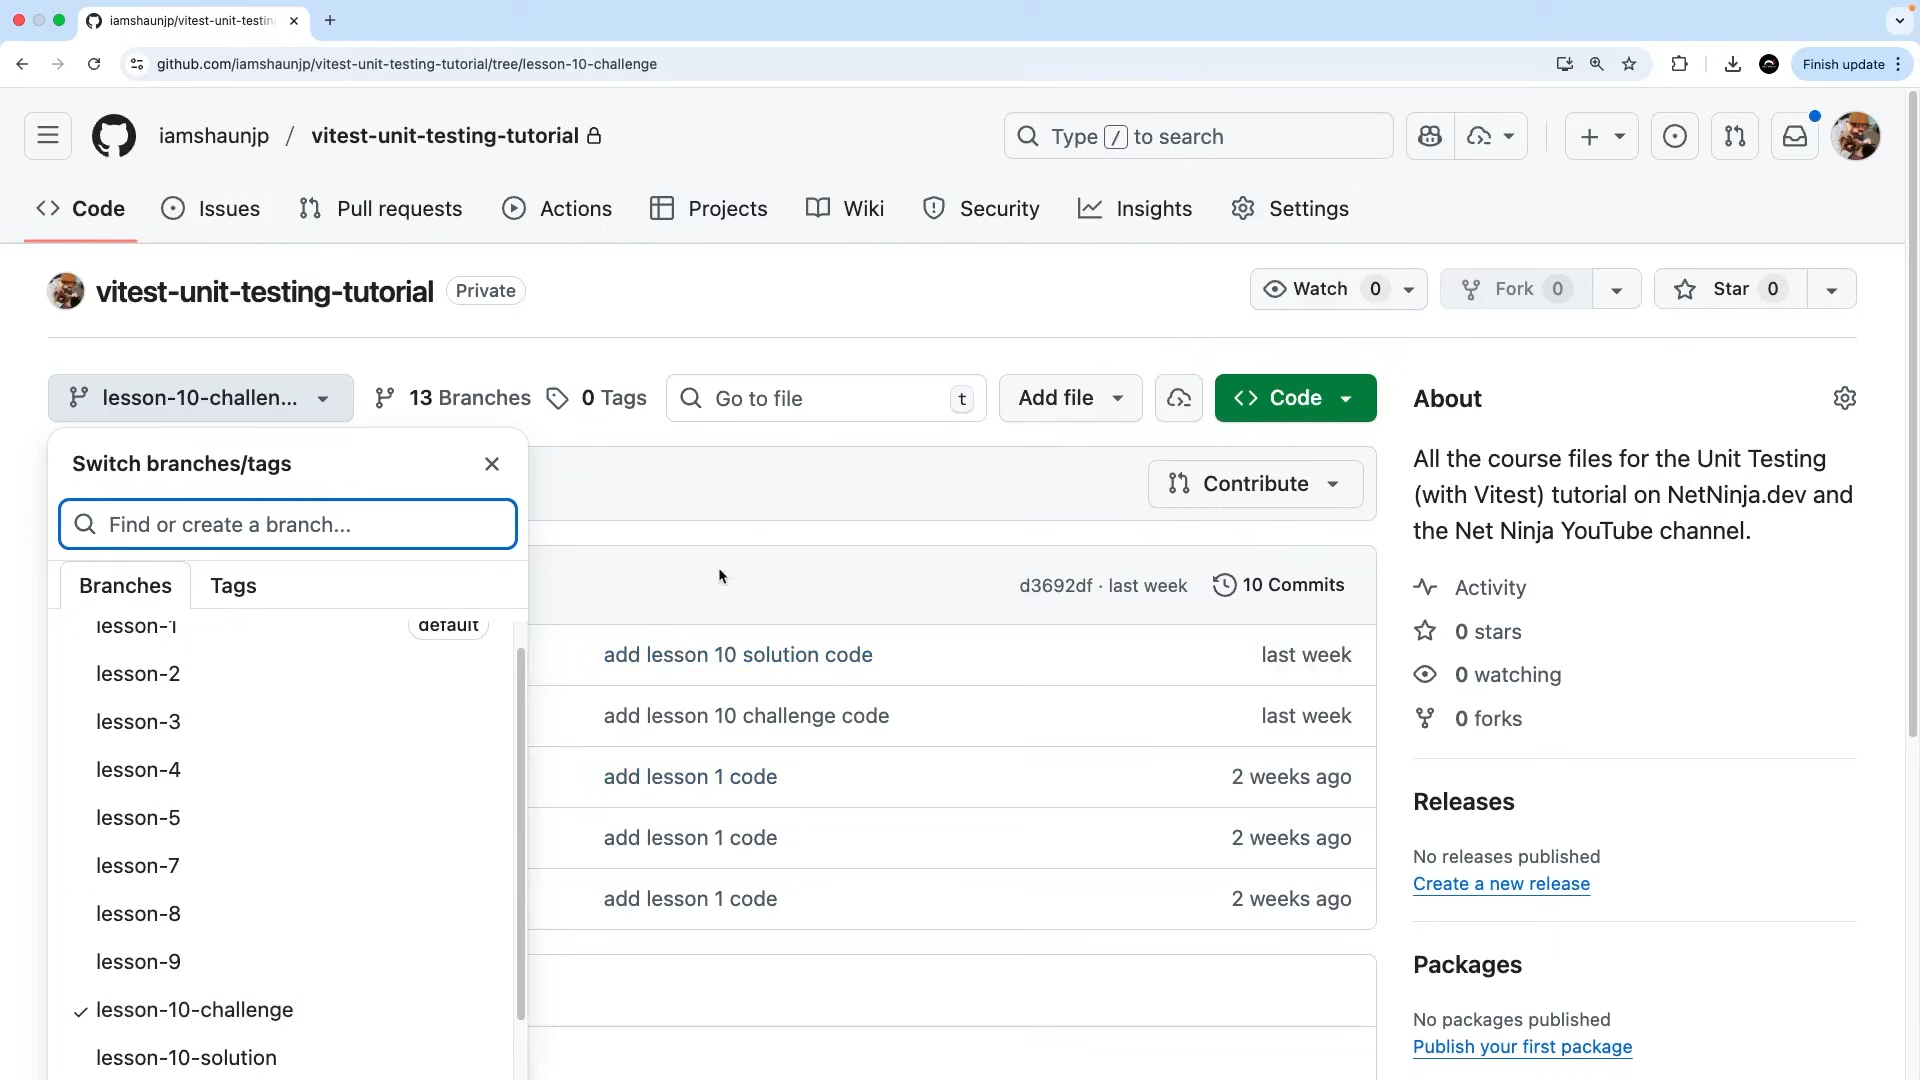 iamshaunjp/vitest-unit-testin
github.com/iamshaunjp/vitest-unit-testing-tutorial/tree/lesson-10-challenge
Finish update
iamshaunjp / vitest-unit-testing-tutorial
Type / to search
Code
Issues
Pull requests
Actions
Projects
Wiki
Security
Insights
Settings
vitest-unit-testing-tutorial Private
Watch 0
Fork 0
Star 0
lesson-10-challen...
13 Branches
0 Tags
Go to file t
Add file
Code
Switch branches/tags
Find or create a branch...
Branches
Tags
lesson-1 default
lesson-2
lesson-3
lesson-4
lesson-5
lesson-7
lesson-8
lesson-9
lesson-10-challenge
lesson-10-solution
Contribute
d3692df · last week
10 Commits
add lesson 10 solution code last week
add lesson 10 challenge code last week
add lesson 1 code 2 weeks ago
add lesson 1 code 2 weeks ago
add lesson 1 code 2 weeks ago
About
All the course files for the Unit Testing
(with Vitest) tutorial on NetNinja.dev and
the Net Ninja YouTube channel.
Activity
0 stars
0 watching
0 forks
Releases
No releases published
Create a new release
Packages
No packages published
Publish your first package